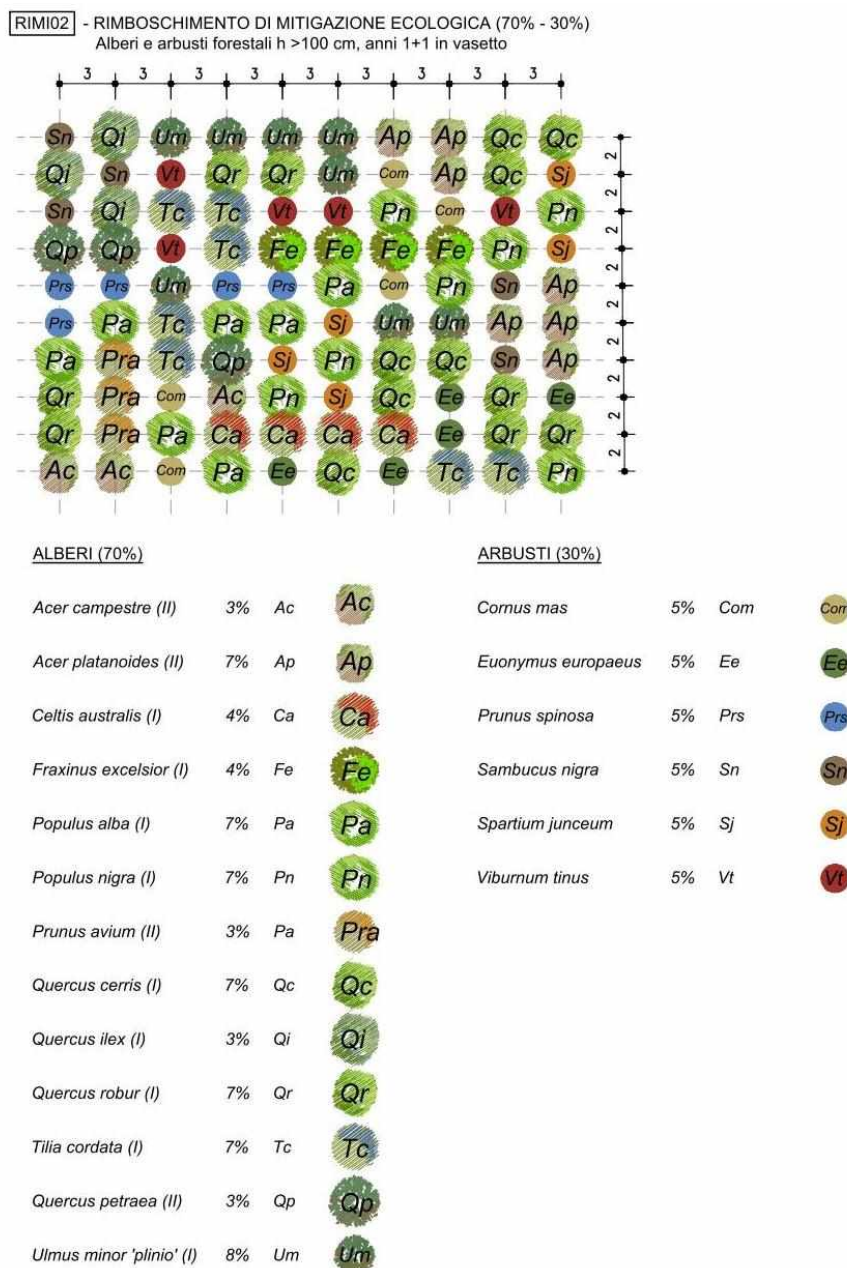 RIMI02 - RIMBOSCHIMENTO DI MITIGAZIONE ECOLOGICA (70% - 30%)
Alberi e arbusti forestali h >100 cm, anni 1+1 in vasetto
3 3 3 3 3 3 3 3 3
Sn Qi Um Um Um Um Ap Ap Qc Qc
2
Qi Sn Vt Qr Qr Um Com Ap Qc Sj
2
Sn Qi Tc Tc Vt Vt Pn Com Vt Pn
2
Qp Qp Vt Tc Fe Fe Fe Fe Pn Sj
2
Prs Prs Um Prs Prs Pa Com Pn Sn Ap
2
Prs Pa Tc Pa Pa Sj Um Um Ap Ap
2
Pa Pra Tc Qp Sj Pn Qc Qc Sn Ap
2
Qr Pra Com Ac Pn Sj Qc Ee Qr Ee
2
Qr Pra Pa Ca Ca Ca Ca Ee Qr Qr
2
Ac Ac Com Pa Ee Qc Ee Tc Tc Pn
ALBERI (70%)
Acer campestre (II) 3% Ac Ac
Acer platanoides (II) 7% Ap Ap
Celtis australis (I) 4% Ca Ca
Fraxinus excelsior (I) 4% Fe Fe
Populus alba (I) 7% Pa Pa
Populus nigra (I) 7% Pn Pn
Prunus avium (II) 3% Pa Pra
Quercus cerris (I) 7% Qc Qc
Quercus ilex (I) 3% Qi Qi
Quercus robur (I) 7% Qr Qr
Tilia cordata (I) 7% Tc Tc
Quercus petraea (II) 3% Qp Qp
Ulmus minor 'plinio' (I) 8% Um Um
ARBUSTI (30%)
Cornus mas 5% Com Com
Euonymus europaeus 5% Ee Ee
Prunus spinosa 5% Prs Prs
Sambucus nigra 5% Sn Sn
Spartium junceum 5% Sj Sj
Viburnum tinus 5% Vt Vt